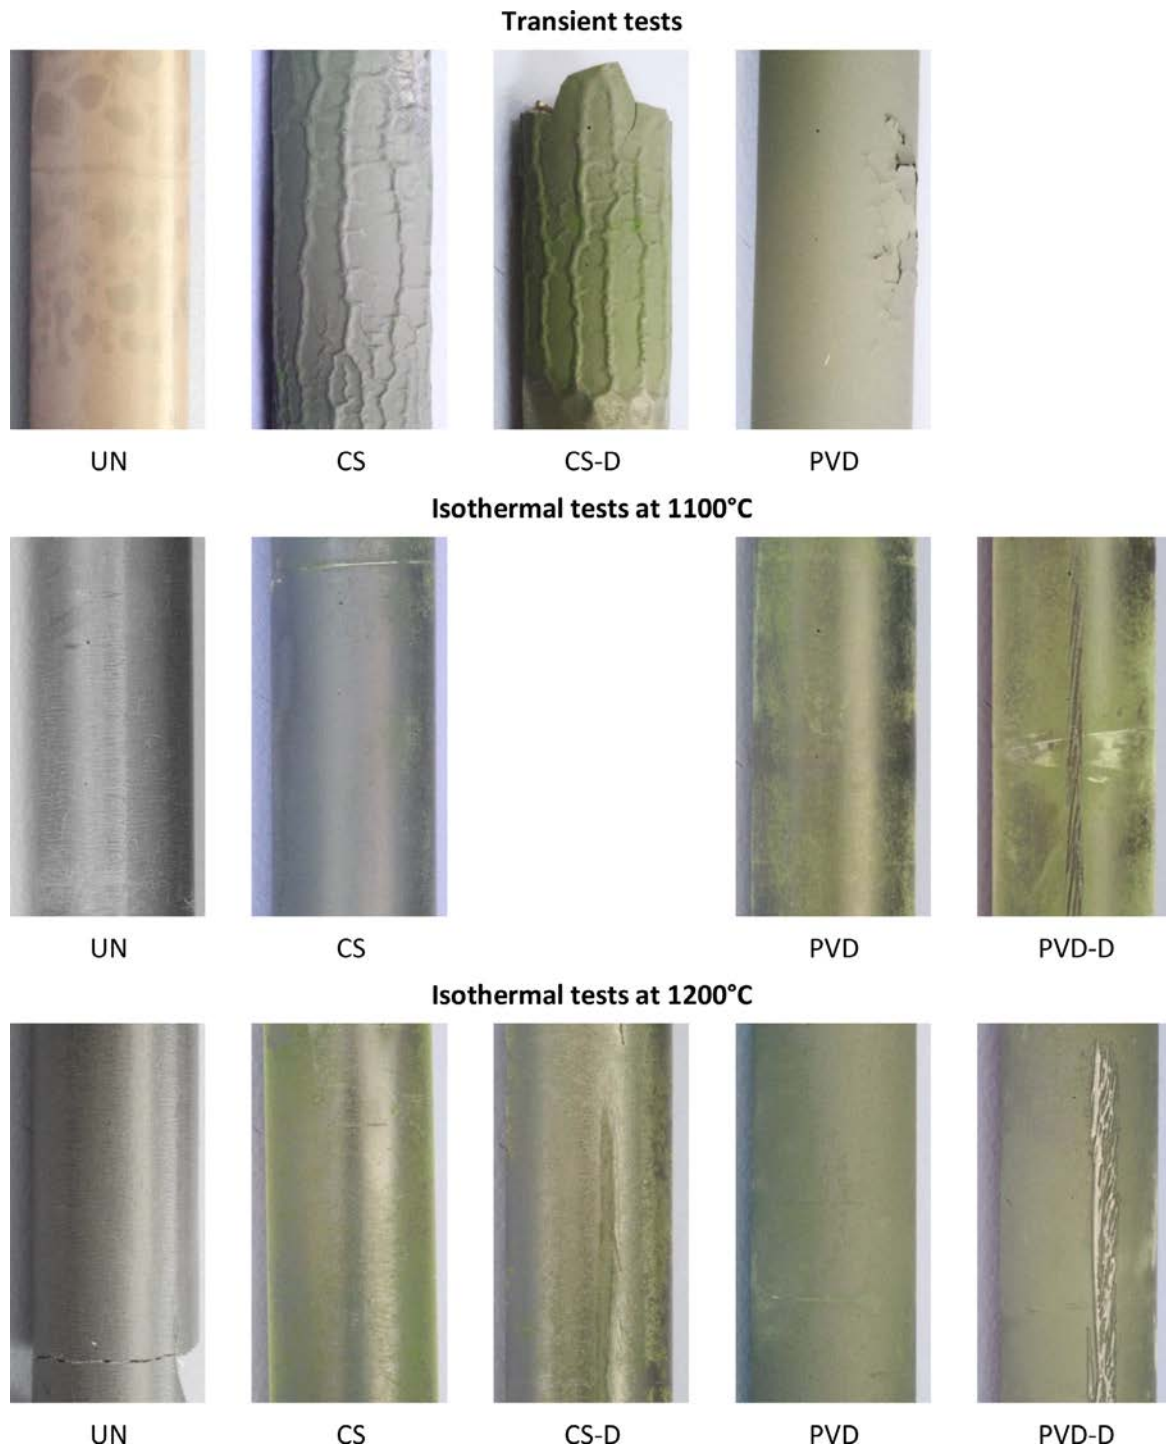 Transient tests
UN CS CS-D PVD
Isothermal tests at 1100°C
UN CS PVD PVD-D
Isothermal tests at 1200°C
UN CS CS-D PVD PVD-D